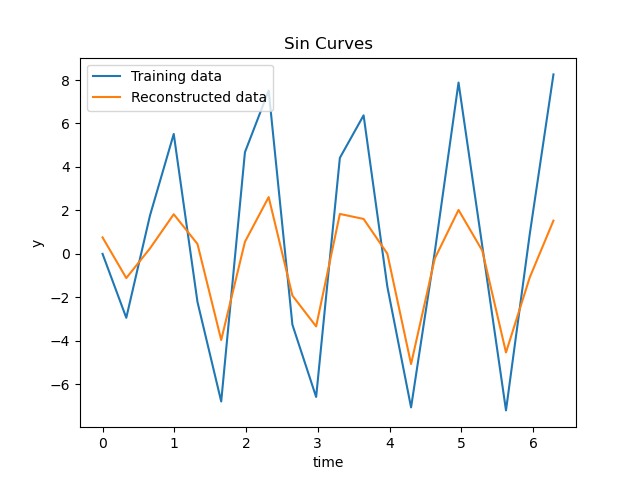 Sin Curves
Training data
Reconstructed data
8
6
4
2
0
−2
−4
−6
y
0 1 2 3 4 5 6
time